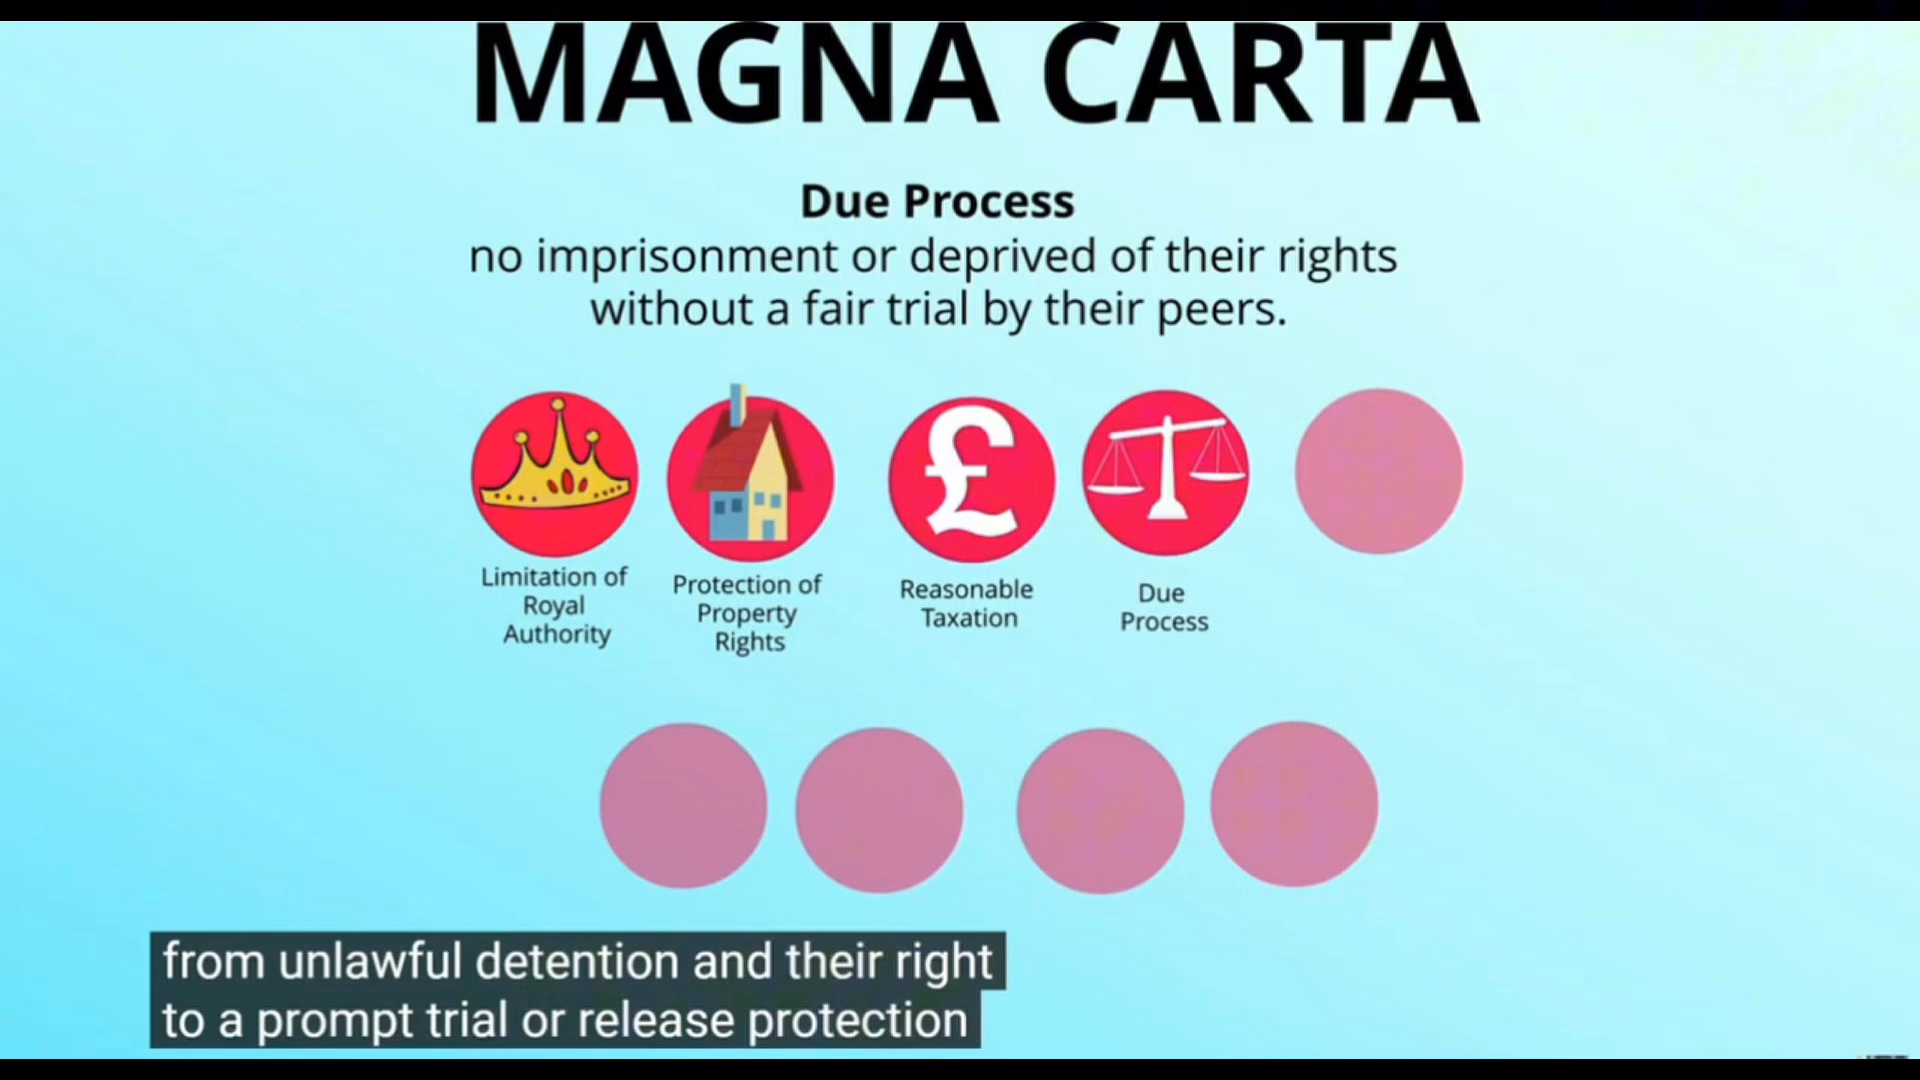 MAGNA CARTA
Due Process
no imprisonment or deprived of their rights
without a fair trial by their peers.
£
Limitation of
Royal
Authority
Protection of
Property
Rights
Reasonable
Taxation
Due
Process
from unlawful detention and their right
to a prompt trial or release protection